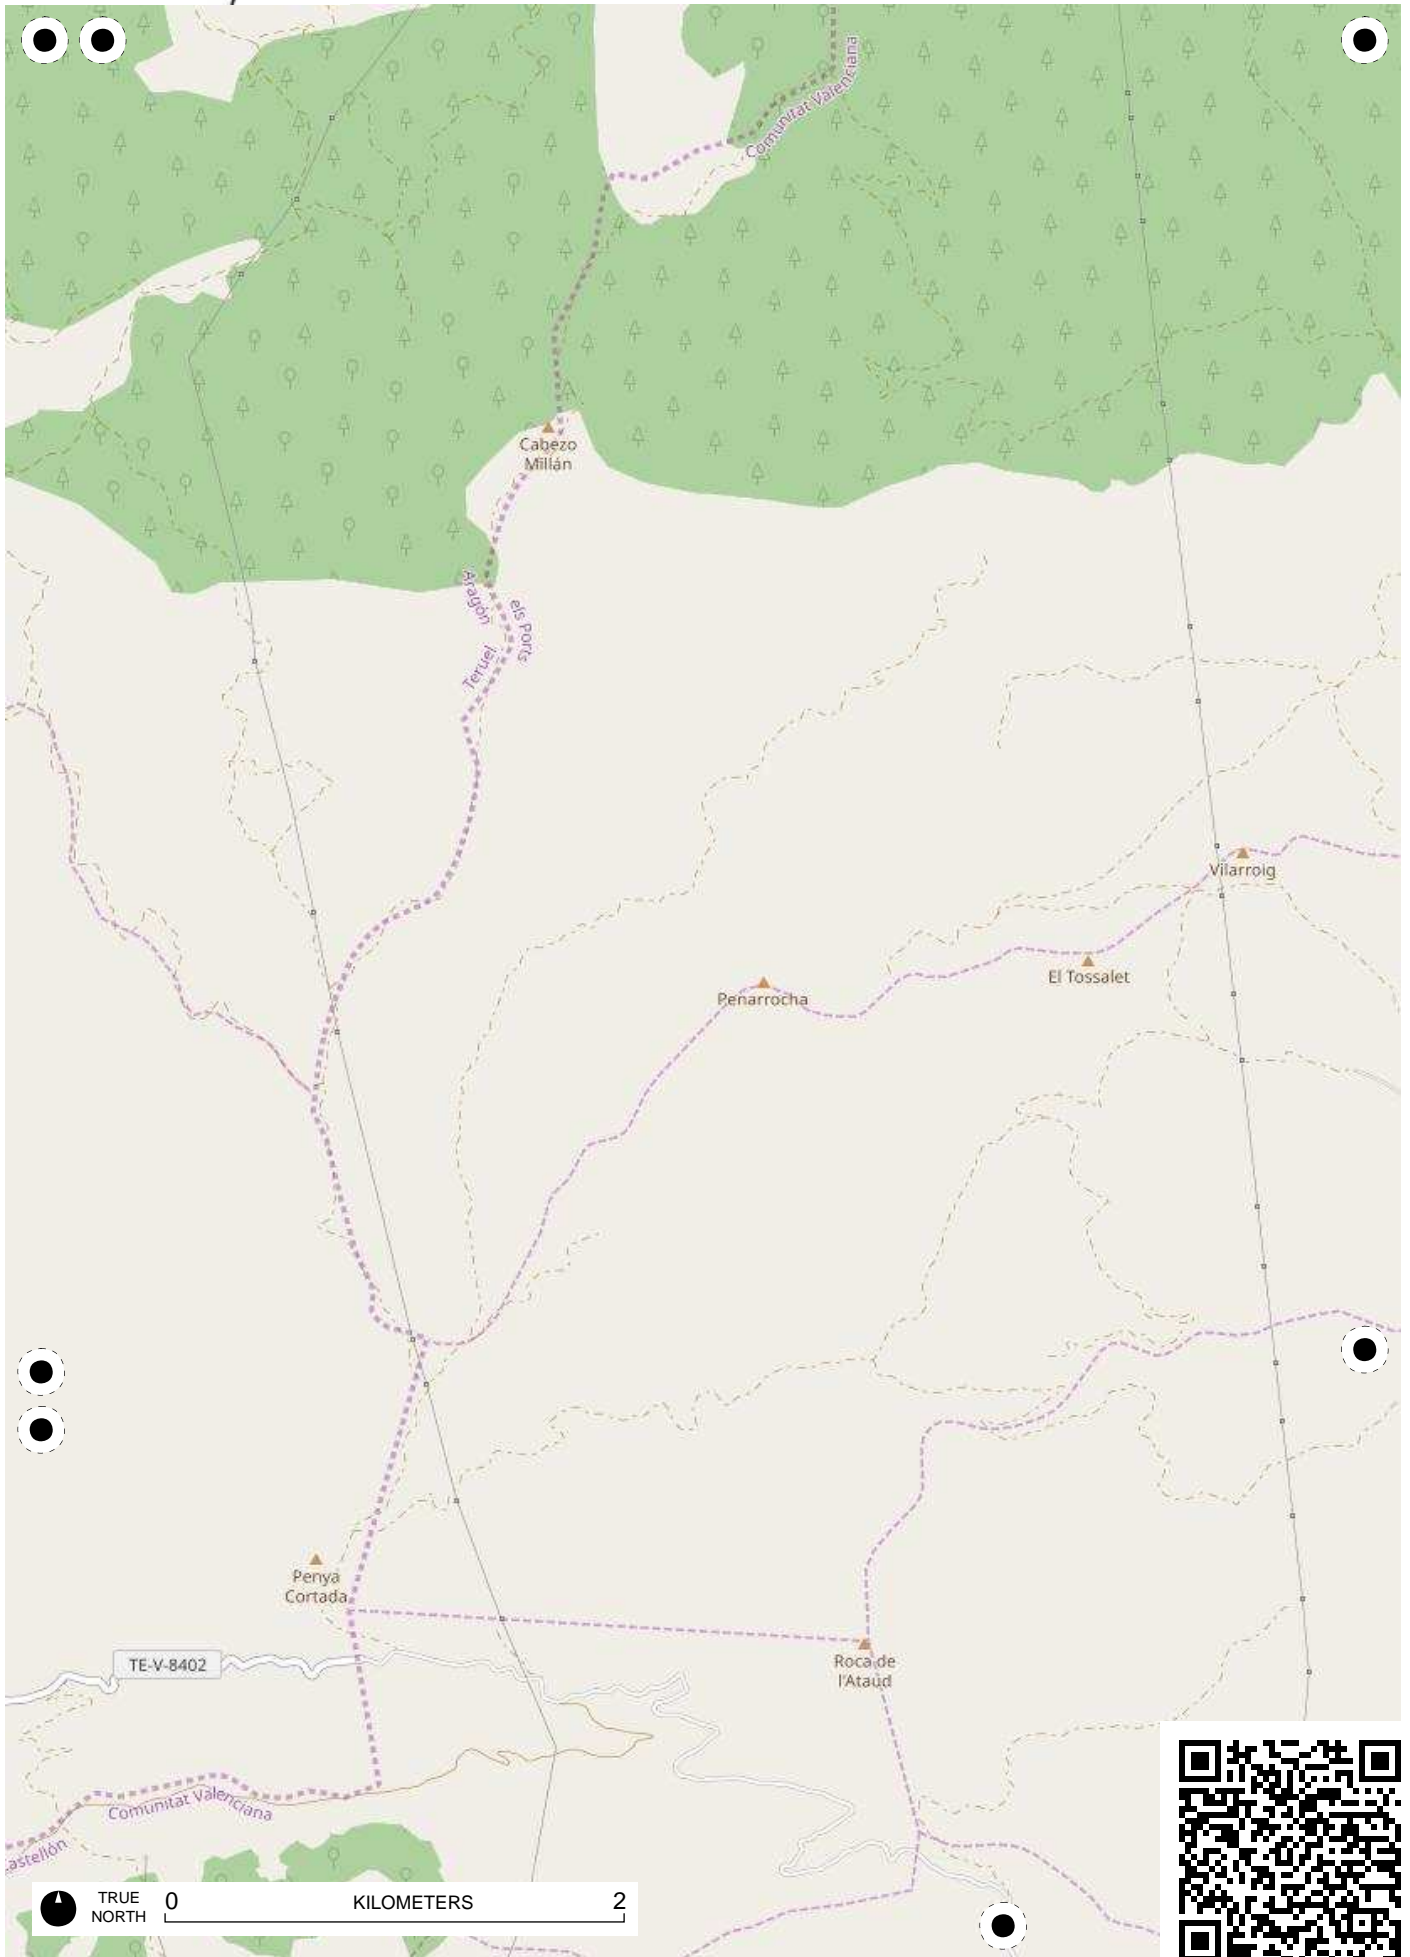 Comunitat Valenciana
Cabezo
Millán
Aragón
els Ports
Teruel
Vilarroig
El Tossalet
Penarrocha
Penya
Cortada
TE-V-8402
Roca de
l'Ataud
Comunitat Valenciana
astellón
TRUE
NORTH
0 KILOMETERS 2